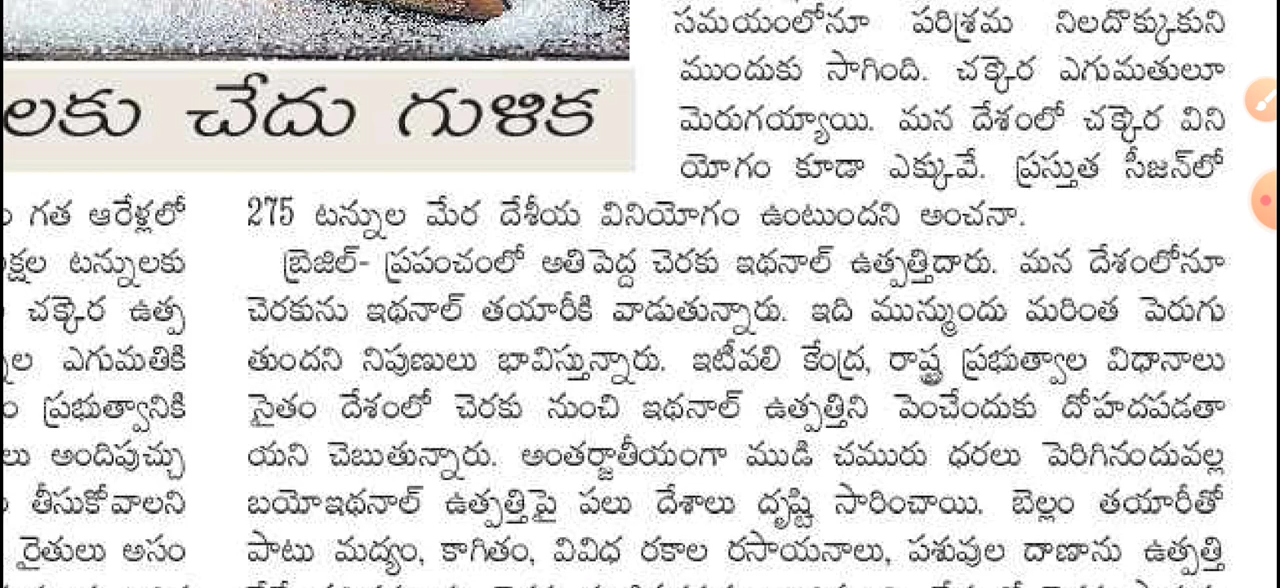 లకు చేదు గుళిక
గత ఆరేళ్లలో
టన్నులకు
చక్కెర ఉత్ప
ఎగుమతికి
ప్రభుత్వానికి
అందిపుచ్చు
తీసుకోవాలని
రైతులు అసం
సమయంలోనూ పరిశ్రమ నిలదొక్కుకుని
ముందుకు సాగింది. చక్కెర ఎగుమతులూ
మెరుగయ్యాయి. మన దేశంలో చక్కెర విని
యోగం కూడా ఎక్కువే. ప్రస్తుత సీజన్‌లో
275 టన్నుల మేర దేశీయ వినియోగం ఉంటుందని అంచనా.
బ్రెజిల్- ప్రపంచంలో అతి పెద్ద చెరకు ఇథనాల్ ఉత్పత్తిదారు. మన దేశంలోనూ
చెరకును ఇథనాల్ తయారీకి వాడుతున్నారు. ఇది మున్ముందు మరింత పెరుగు
తుందని నిపుణులు భావిస్తున్నారు. ఇటీవలి కేంద్ర, రాష్ట్ర ప్రభుత్వాల విధానాలు
సైతం దేశంలో చెరకు నుంచి ఇథనాల్ ఉత్పత్తిని పెంచేందుకు దోహదపడతా
యని చెబుతున్నారు. అంతర్జాతీయంగా ముడి చమురు ధరలు పెరిగినందువల్ల
బయోఇథనాల్ ఉత్పత్తిపై పలు దేశాలు దృష్టి సారించాయి. బెల్లం తయారీతో
పాటు మద్యం, కాగితం, వివిధ రకాల రసాయనాలు, పశువుల దాణాను ఉత్పత్తి